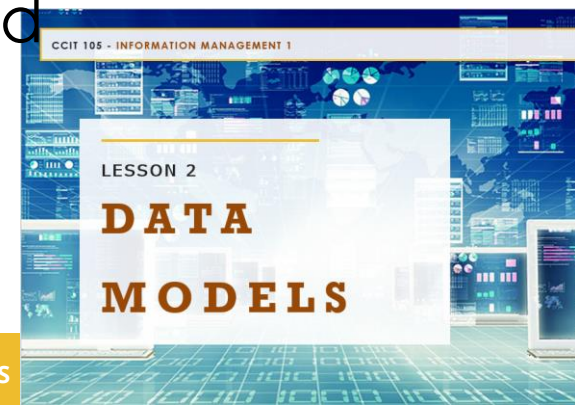 d
CCIT 105 - INFORMATION MANAGEMENT 1
LESSON 2
DATA
MODELS
S